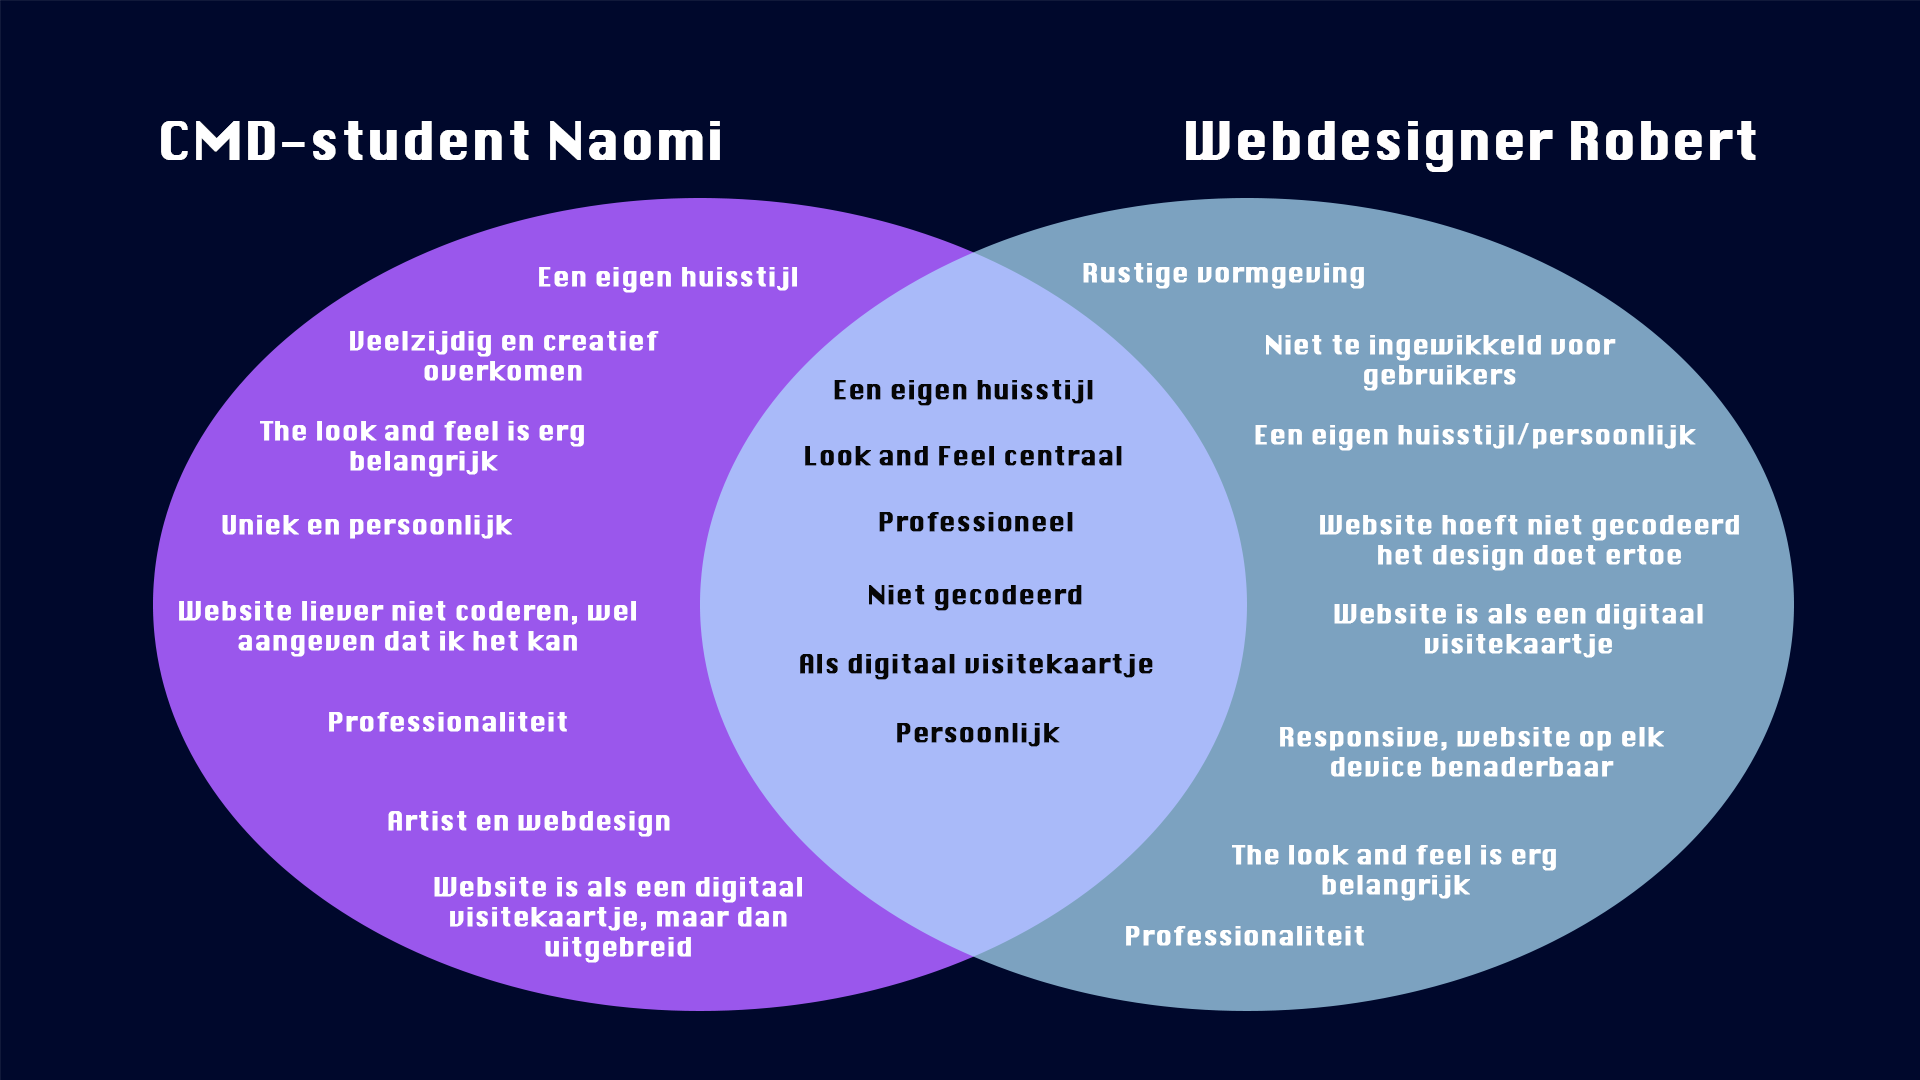 CMD-student Naomi
Een eigen huisstijl
Veelzijdig en creatief
overkomen
The look and feel is erg
belangrijk
Uniek en persoonlijk
Website liever niet coderen, wel
aangeven dat ik het kan
Professionaliteit
Artist en webdesign
Website is als een digitaal
visitekaartje, maar dan
uitgebreid
Een eigen huisstijl
Look and Feel centraal
Professioneel
Niet gecodeerd
Als digitaal visitekaartje
Persoonlijk
Webdesigner Robert
Rustige vormgeving
Niet te ingewikkeld voor
gebruikers
Een eigen huisstijl/persoonlijk
Website hoeft niet gecodeerd
het design doet ertoe
Website is als een digitaal
visitekaartje
Responsive, website op elk
device benaderbaar
The look and feel is erg
belangrijk
Professionaliteit